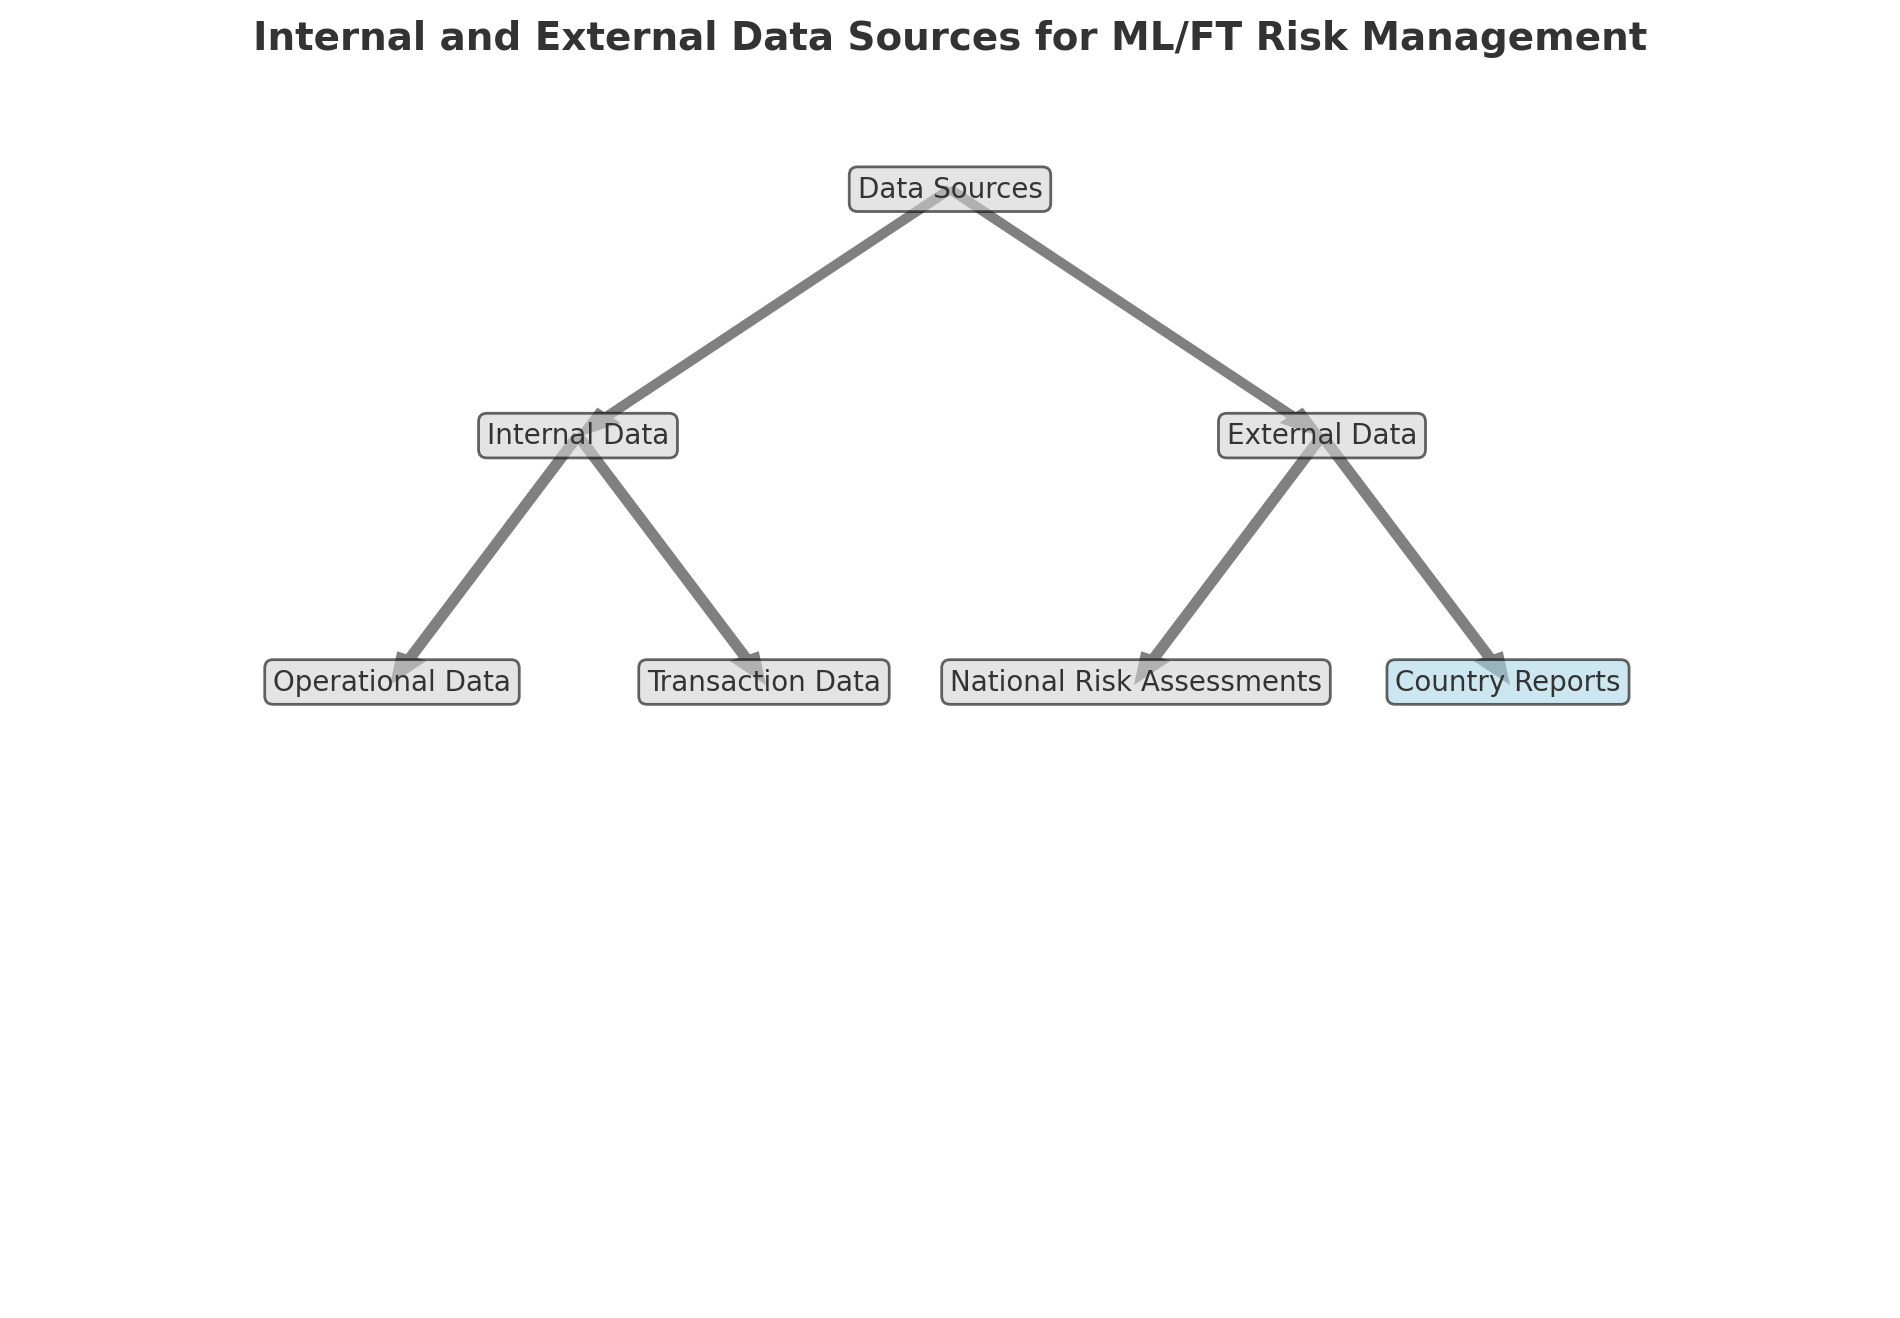 Internal and External Data Sources for ML/FT Risk Management
Data Sources
Internal Data
External Data
Operational Data
Transaction Data
National Risk Assessments
Country Reports